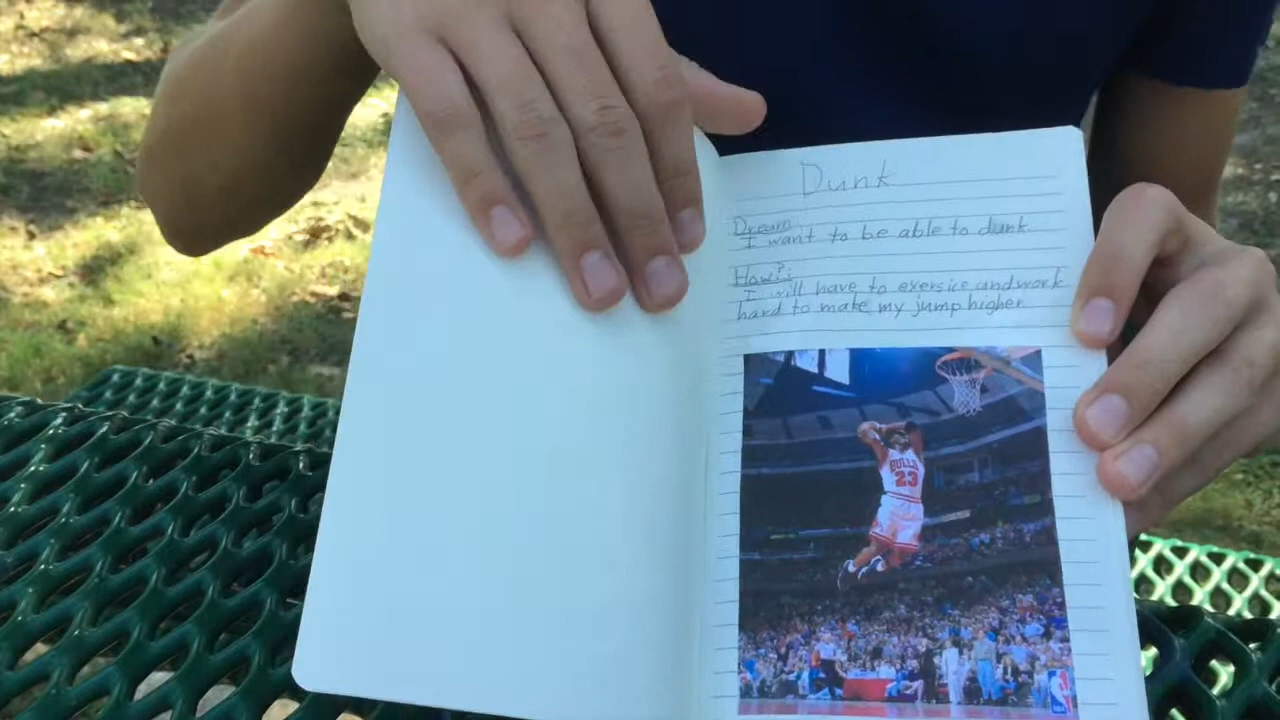 Dunk
Dream
I want to be able to dunk
How?:
I will have to exersice and work
hard to make my jump higher
BULLS
23